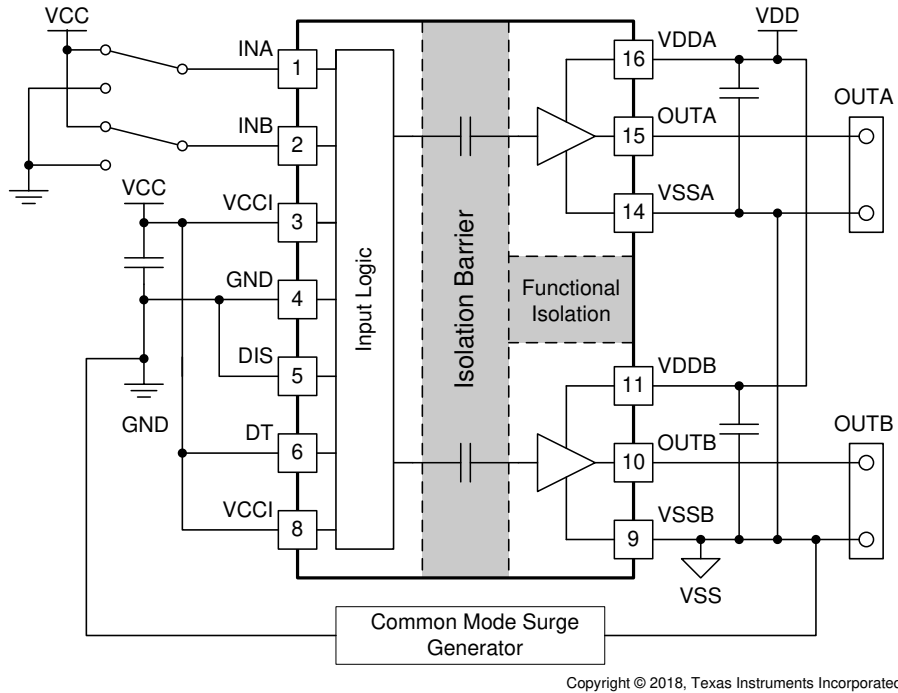 VCC
INA
1
INB
2
VCC
VCCI
3
GND
4
DIS
5
GND
DT
6
VCCI
8
Input Logic
Isolation Barrier
Functional
Isolation
VDD
16
VDDA
15
OUTA
14
VSSA
OUTA
11
VDDB
10
OUTB
9
VSSB
OUTB
VSS
Common Mode Surge
Generator
Copyright © 2018, Texas Instruments Incorporated